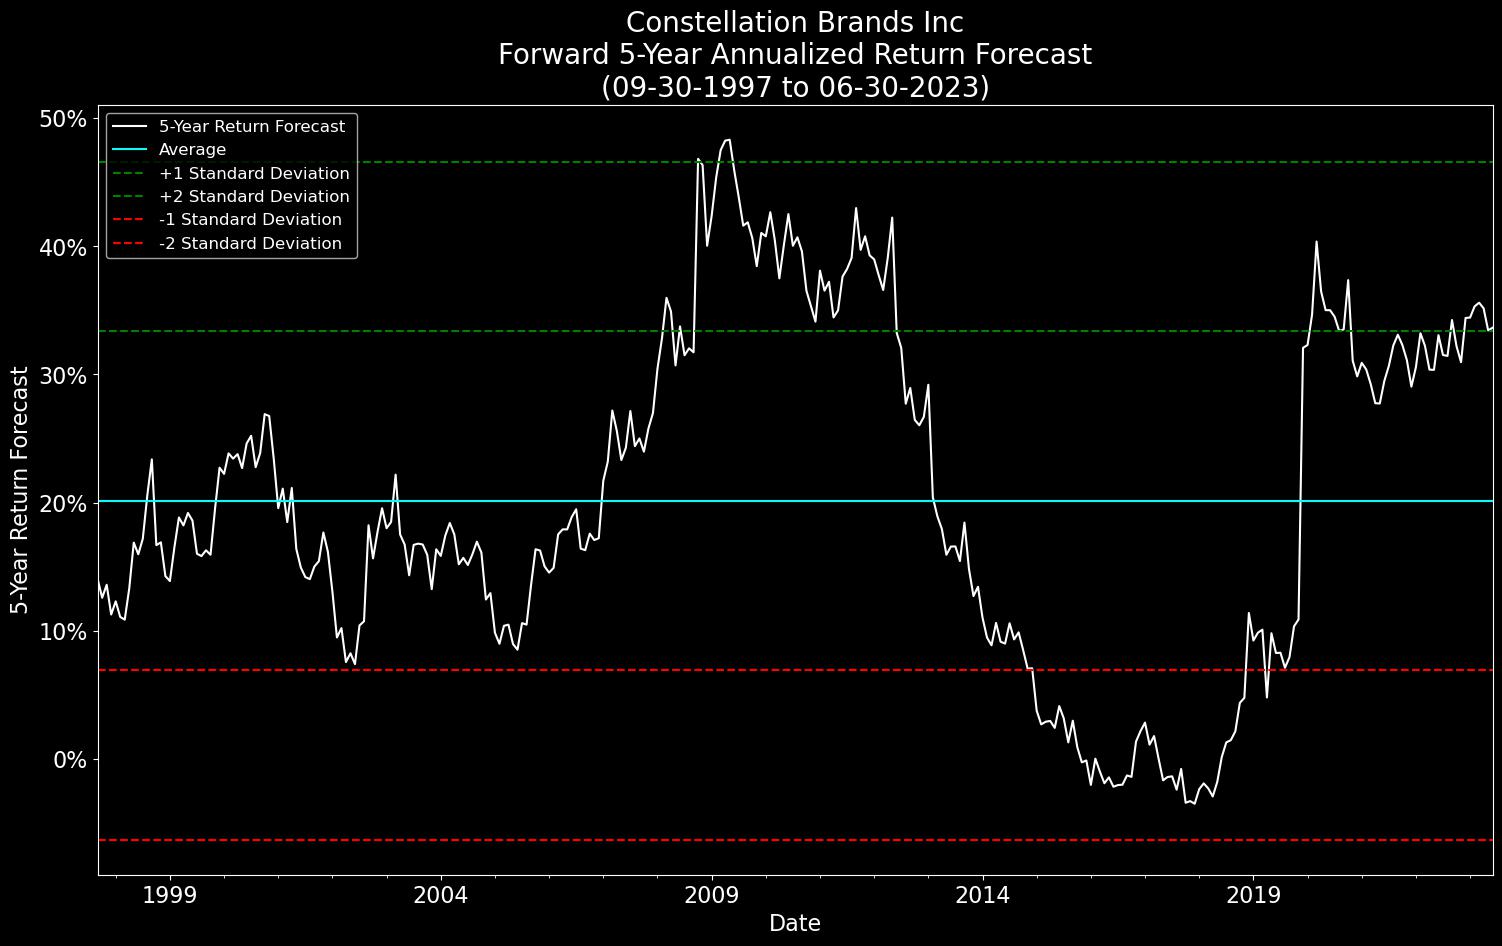 Constellation Brands Inc
Forward 5-Year Annualized Return Forecast
(09-30-1997 to 06-30-2023)
5-Year Return Forecast
Average
+1 Standard Deviation
+2 Standard Deviation
-1 Standard Deviation
-2 Standard Deviation
50%
40%
30%
20%
10%
0%
5-Year Return Forecast
1999
2004
2009
2014
2019
Date